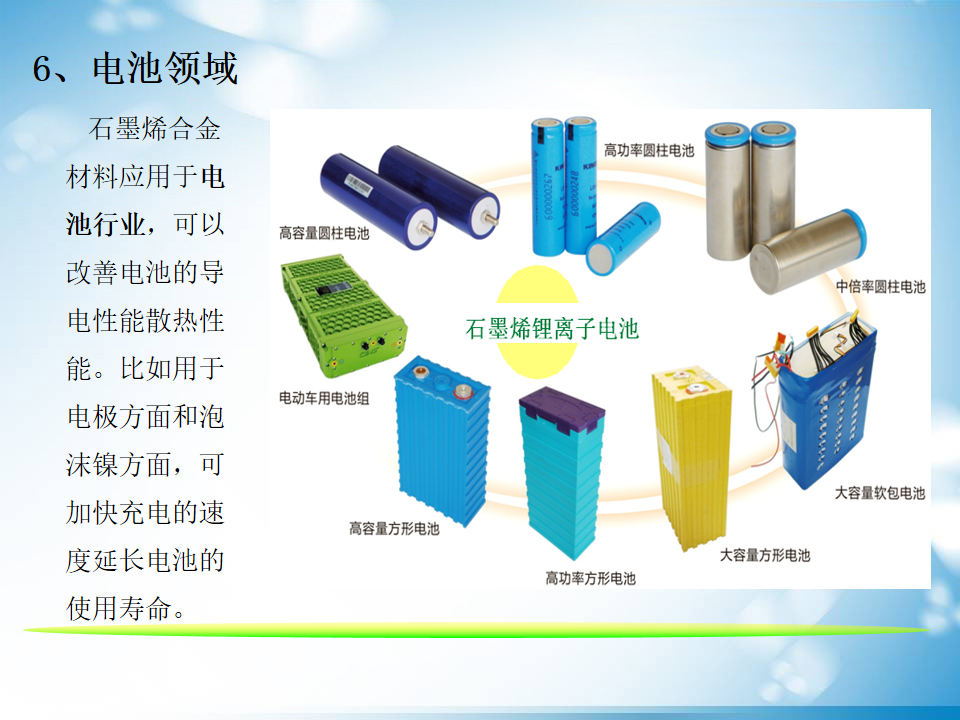 6、电池领域
石墨烯合金
材料应用于电
池行业，可以
改善电池的导
电性能散热性
能。比如用于
电极方面和泡
沫镍方面，可
加快充电的速
度延长电池的
使用寿命。
高功率圆柱电池
高容量圆柱电池
600000267
600000248
中倍率圆柱电池
石墨烯锂离子电池
电动车用电池组
大容量软包电池
高容量方形电池
大容量方形电池
高功率方形电池